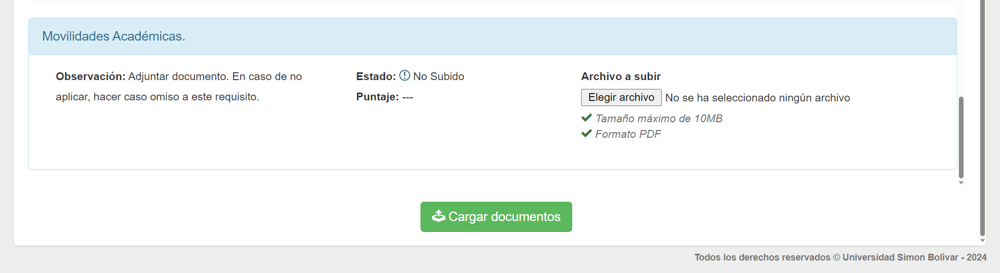 Movilidades Académicas.
Observación: Adjuntar documento. En caso de no
aplicar, hacer caso omiso a este requisito.
Estado: No Subido
Puntaje: ---
Archivo a subir
Elegir archivo No se ha seleccionado ningún archivo
Tamaño máximo de 10MB
Formato PDF
Cargar documentos
Todos los derechos reservados © Universidad Simon Bolívar - 2024